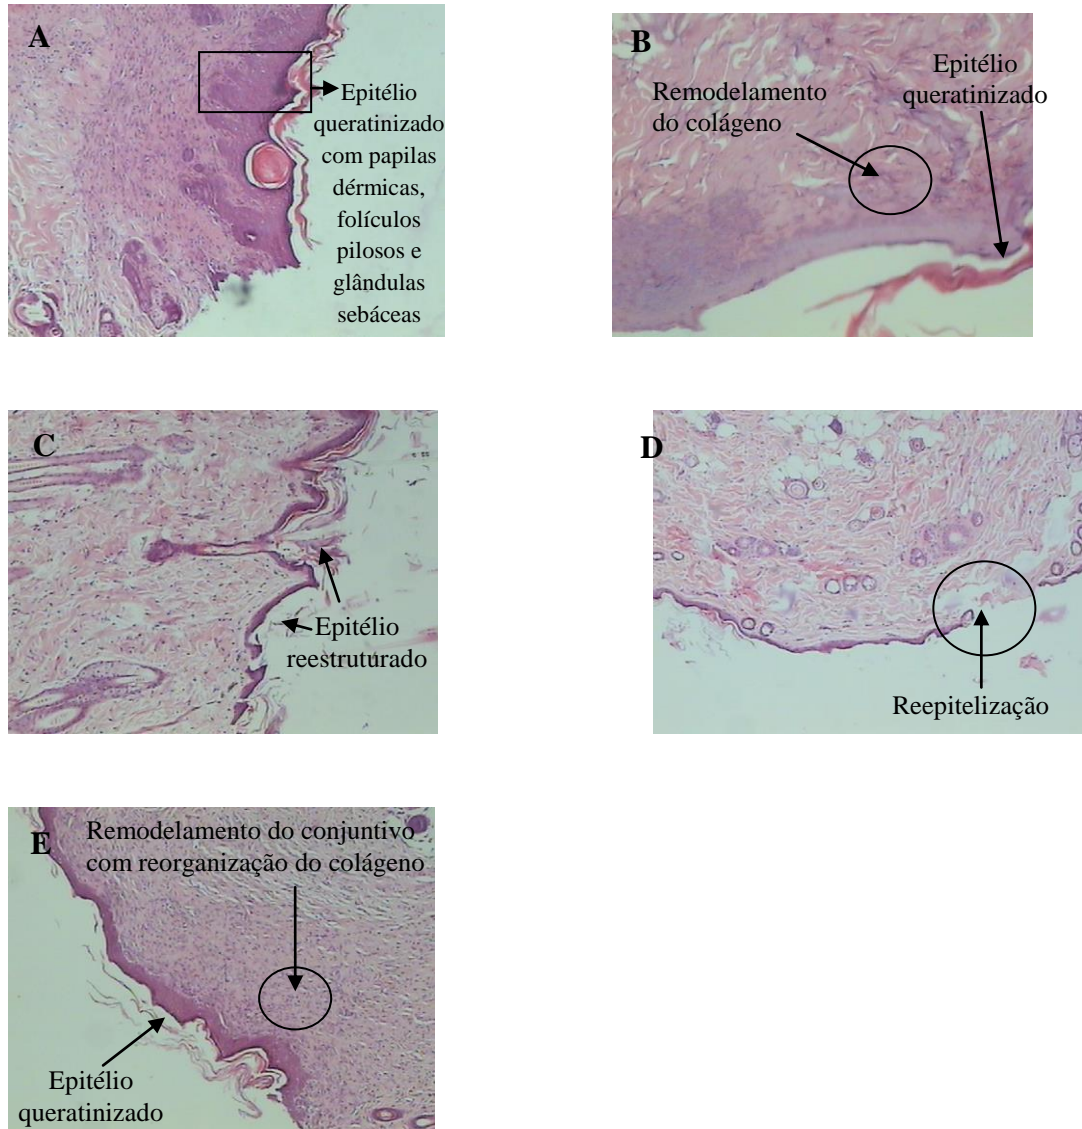 A
Epitélio
queratinizado
com papilas
dérmicas,
folículos
pilosos e
glândulas
sebáceas
B
Remodelamento
do colágeno
Epitélio
queratinizado
C
Epitélio
reestruturado
D
Reepitelização
E
Remodelamento do conjuntivo
com reorganização do colágeno
Epitélio
queratinizado